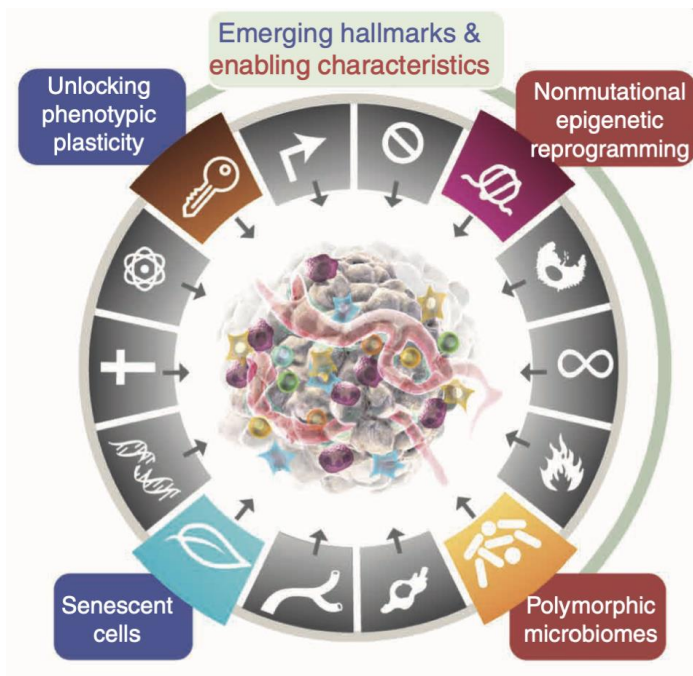 Emerging hallmarks &
enabling characteristics
Unlocking
phenotypic
plasticity
Nonmutational
epigenetic
reprogramming
Senescent
cells
Polymorphic
microbiomes